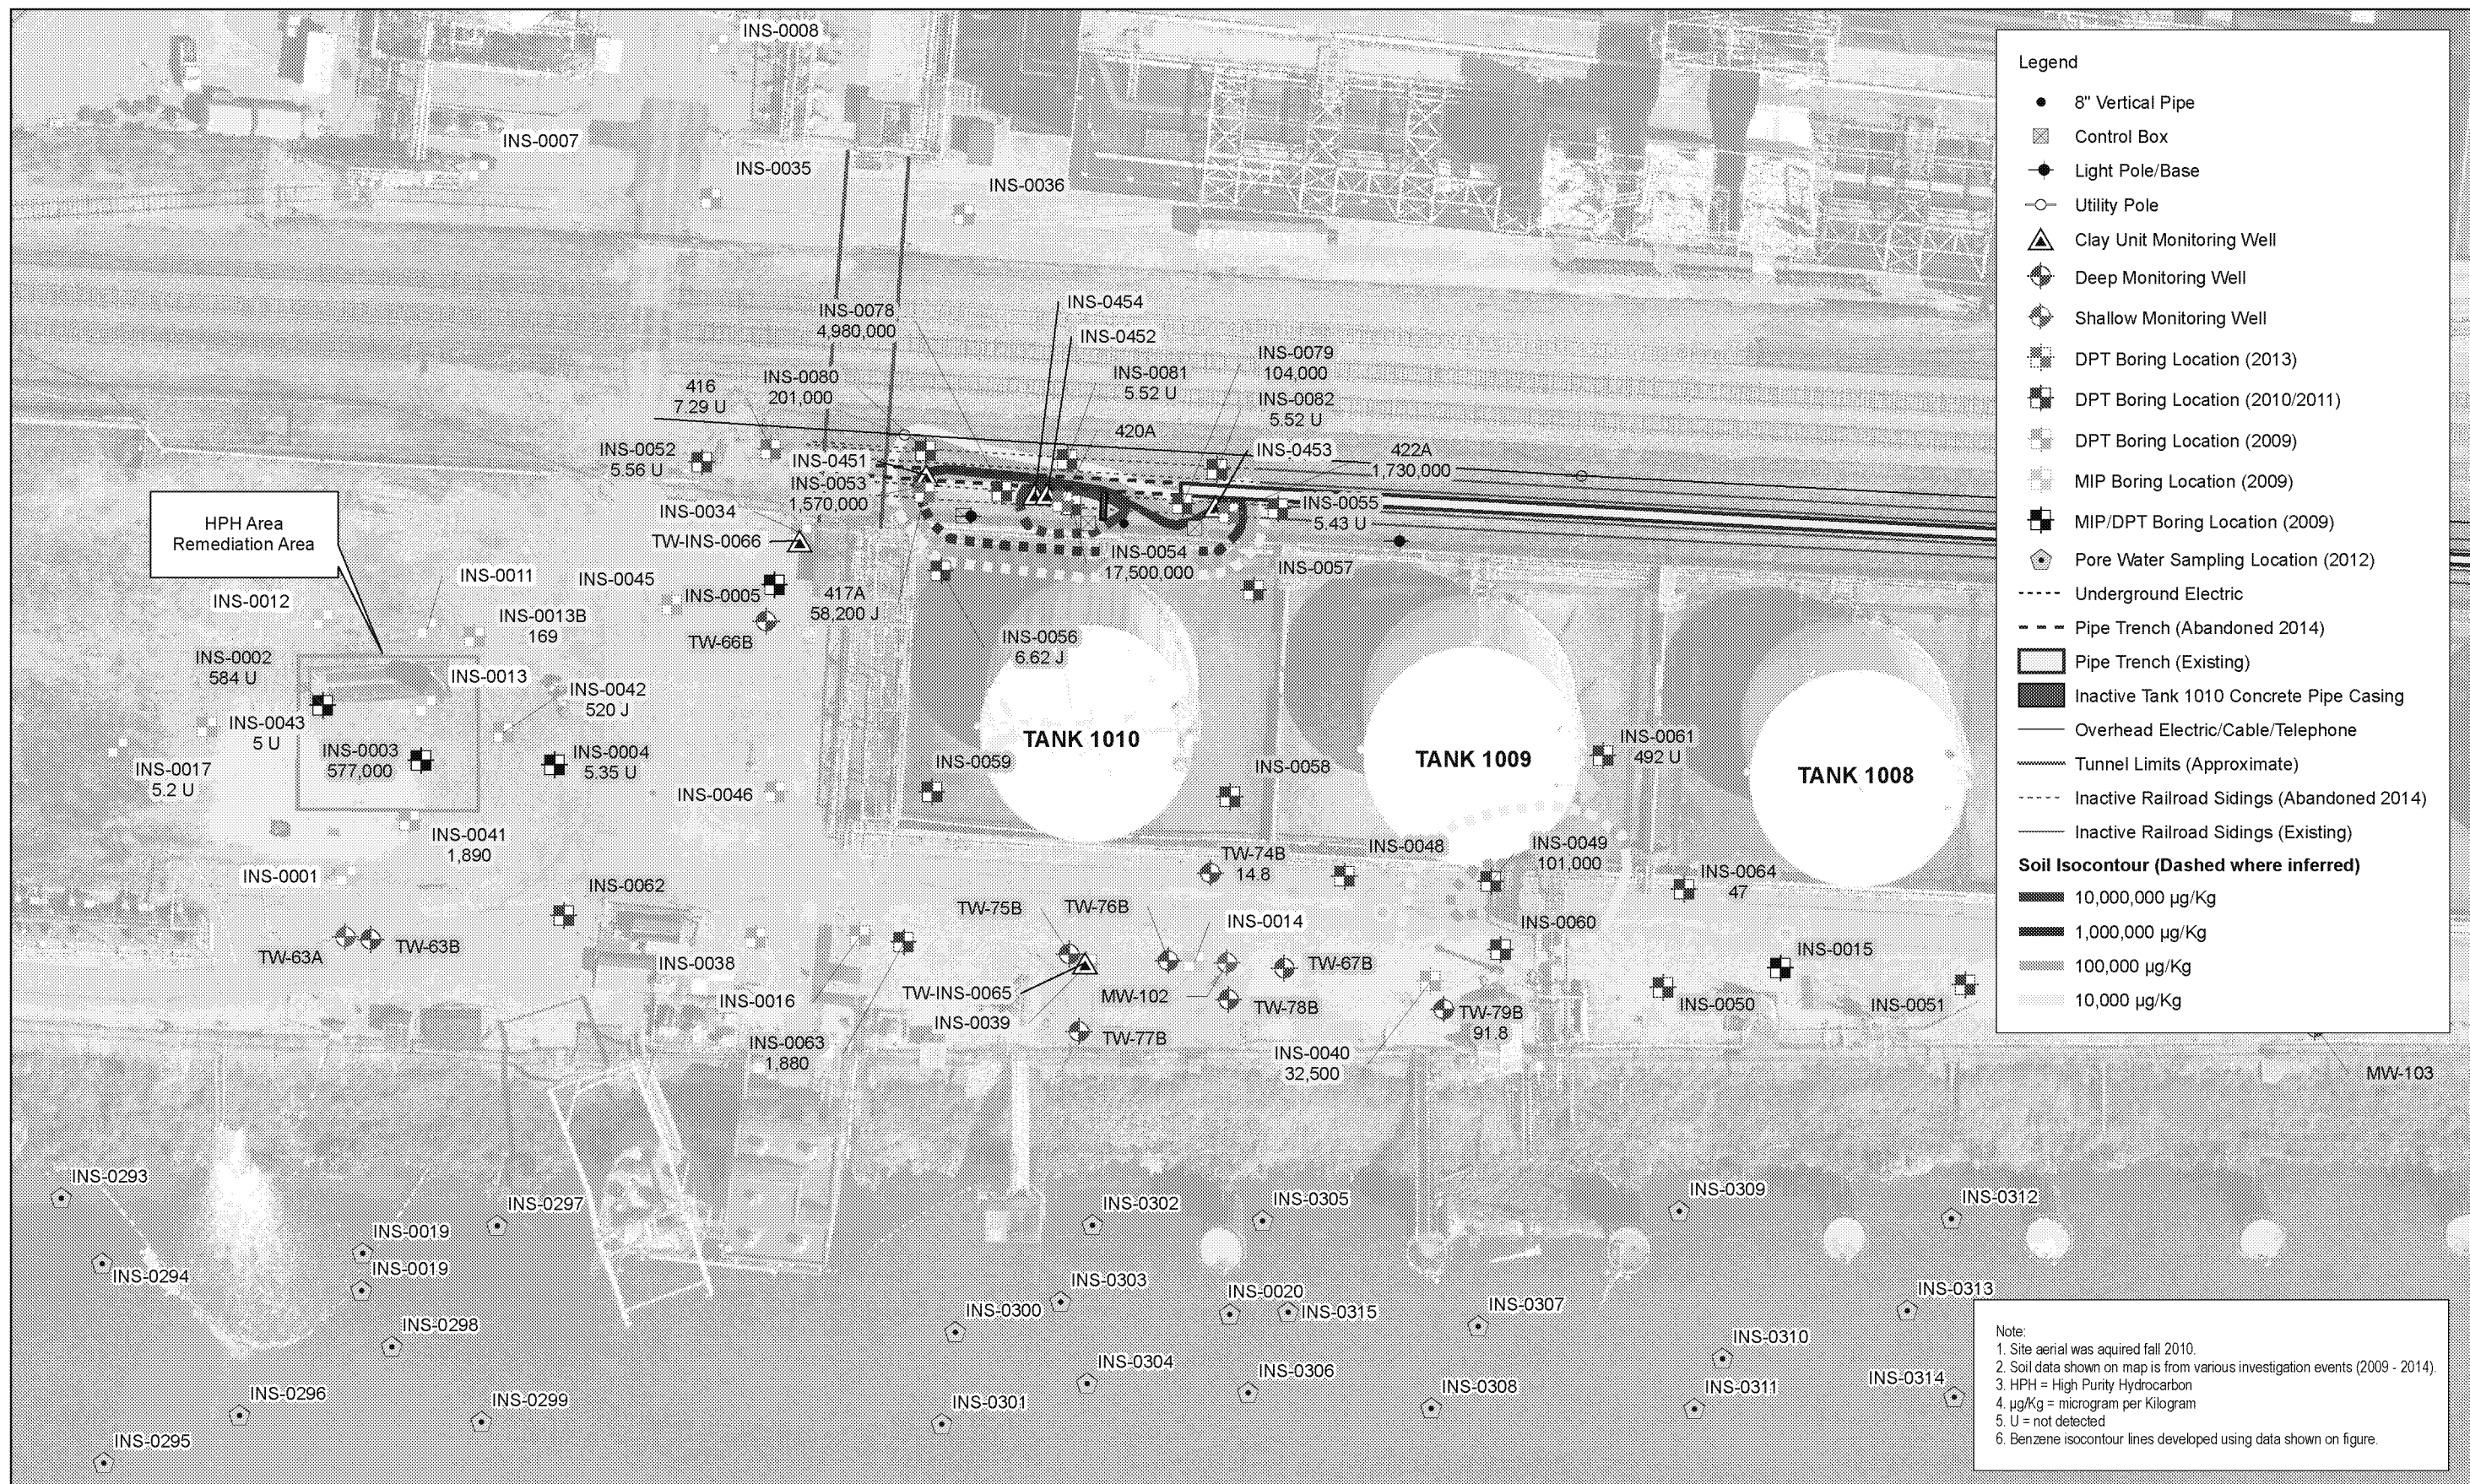 INS-0008
INS-0007
INS-0035
INS-0036
INS-0454
INS-0078
4,980,000
INS-0452
INS-0079
104,000
INS-0081
5.52 U
INS-0080
201,000
416
7.29 U
INS-0082
5.52 U
420A
INS-0052
5.56 U
INS-0451
INS-0453
422A
1,730,000
INS-0053
1,570,000
INS-0055
5.43 U
INS-0034
TW-INS-0066
HPH Area
Remediation Area
INS-0054
17,500,000
INS-0057
INS-0011
INS-0045
INS-0005
417A
58,200 J
INS-0012
INS-0013B
169
TW-66B
INS-0056
6.62 J
INS-0002
584 U
INS-0013
INS-0042
520 J
INS-0043
5 U
INS-0003
577,000
INS-0004
5.35 U
INS-0017
5.2 U
TANK 1010
TANK 1009
TANK 1008
INS-0061
492 U
INS-0059
INS-0058
INS-0046
INS-0041
1,890
INS-0001
INS-0062
TW-74B
14.8
INS-0048
INS-0049
101,000
INS-0064
47
TW-75B
TW-76B
INS-0014
INS-0060
TW-63A
TW-63B
INS-0038
INS-0016
TW-INS-0065
MW-102
TW-67B
TW-78B
INS-0015
INS-0050
INS-0051
INS-0039
TW-77B
INS-0063
1,880
TW-79B
91.8
INS-0040
32,500
MW-103
INS-0293
INS-0297
INS-0302
INS-0305
INS-0309
INS-0312
INS-0019
INS-0019
INS-0294
INS-0303
INS-0300
INS-0020
INS-0315
INS-0307
INS-0313
INS-0298
INS-0310
INS-0304
INS-0306
INS-0296
INS-0299
INS-0301
INS-0308
INS-0311
INS-0314
INS-0295
Legend
8" Vertical Pipe
Control Box
Light Pole/Base
Utility Pole
Clay Unit Monitoring Well
Deep Monitoring Well
Shallow Monitoring Well
DPT Boring Location (2013)
DPT Boring Location (2010/2011)
DPT Boring Location (2009)
MIP Boring Location (2009)
MIP/DPT Boring Location (2009)
Pore Water Sampling Location (2012)
Underground Electric
Pipe Trench (Abandoned 2014)
Pipe Trench (Existing)
Inactive Tank 1010 Concrete Pipe Casing
Overhead Electric/Cable/Telephone
Tunnel Limits (Approximate)
Inactive Railroad Sidings (Abandoned 2014)
Inactive Railroad Sidings (Existing)
Soil Isocontour (Dashed where inferred)
10,000,000 µg/Kg
1,000,000 µg/Kg
100,000 µg/Kg
10,000 µg/Kg
Note:
1. Site aerial was aquired fall 2010.
2. Soil data shown on map is from various investigation events (2009 - 2014).
3. HPH = High Purity Hydrocarbon
4. µg/Kg = microgram per Kilogram
5. U = not detected
6. Benzene isocontour lines developed using data shown on figure.